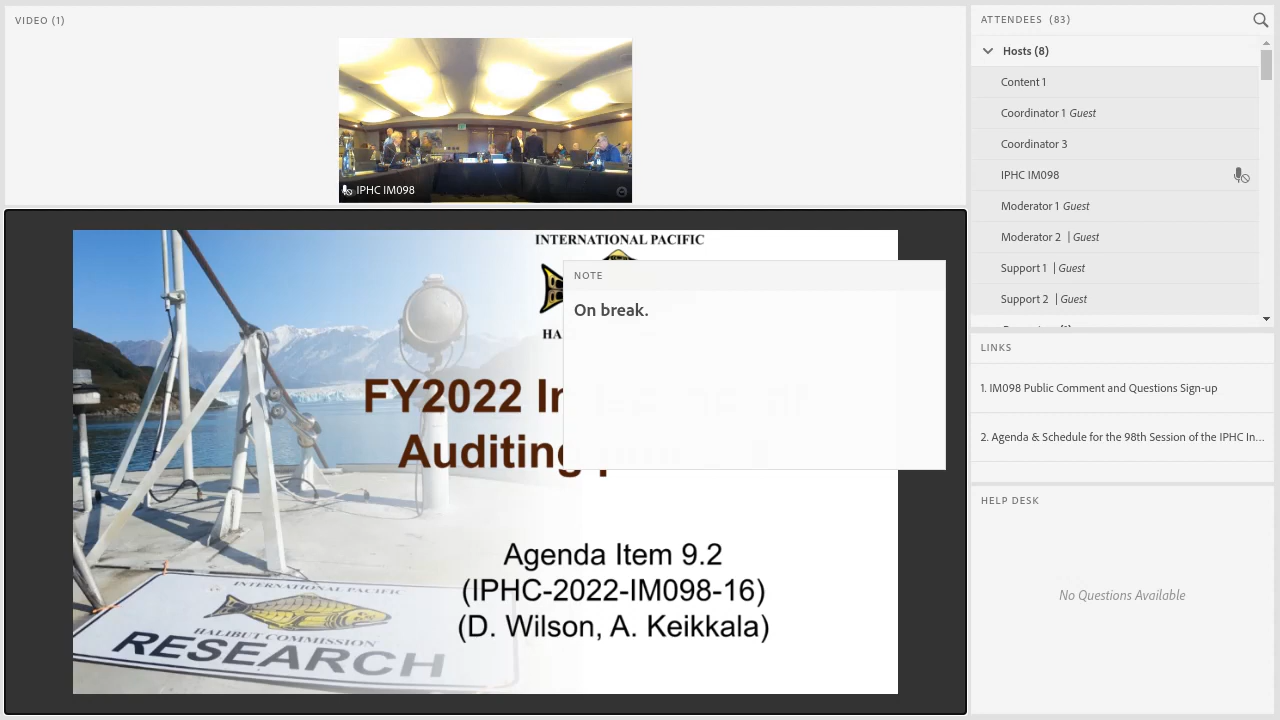 VIDEO (1)
IPHC IM098
INTERNATIONAL PACIFIC
HA
FY2022 In
Auditing
Agenda Item 9.2
(IPHC-2022-IM098-16)
(D. Wilson, A. Keikkala)
INTERNATIONAL PACIFIC
HALIBUT COMMISSION
RESEARCH
NOTE
On break.
ATTENDEES (83)
Hosts (8)
Content 1
Coordinator 1 Guest
Coordinator 3
IPHC IM098
Moderator 1 Guest
Moderator 2 | Guest
Support 1 | Guest
Support 2 | Guest
LINKS
1. IM098 Public Comment and Questions Sign-up
2. Agenda & Schedule for the 98th Session of the IPHC In...
HELP DESK
No Questions Available